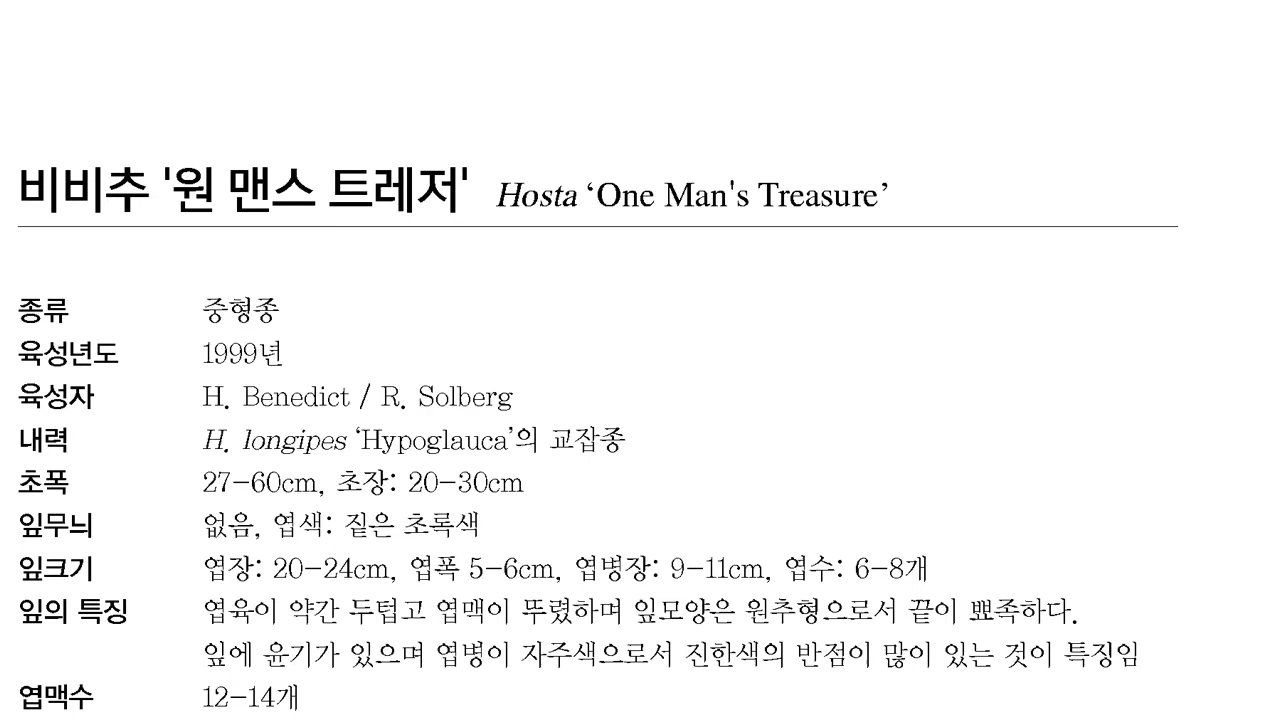 비비추 '원 맨스 트레저' Hosta ‘One Man's Treasure’
종류 중형종
육성년도 1999년
육성자 H. Benedict / R. Solberg
내력 H. longipes ‘Hypoglauca’의 교잡종
초폭 27-60cm, 초장: 20-30cm
잎무늬 없음, 엽색: 짙은 초록색
잎크기 엽장: 20-24cm, 엽폭 5-6cm, 엽병장: 9-11cm, 엽수: 6-8개
잎의 특징 엽육이 약간 두텁고 엽맥이 뚜렸하며 잎모양은 원추형으로서 끝이 뾰족하다.
잎에 윤기가 있으며 엽병이 자주색으로서 진한색의 반점이 많이 있는 것이 특징임
엽맥수 12-14개